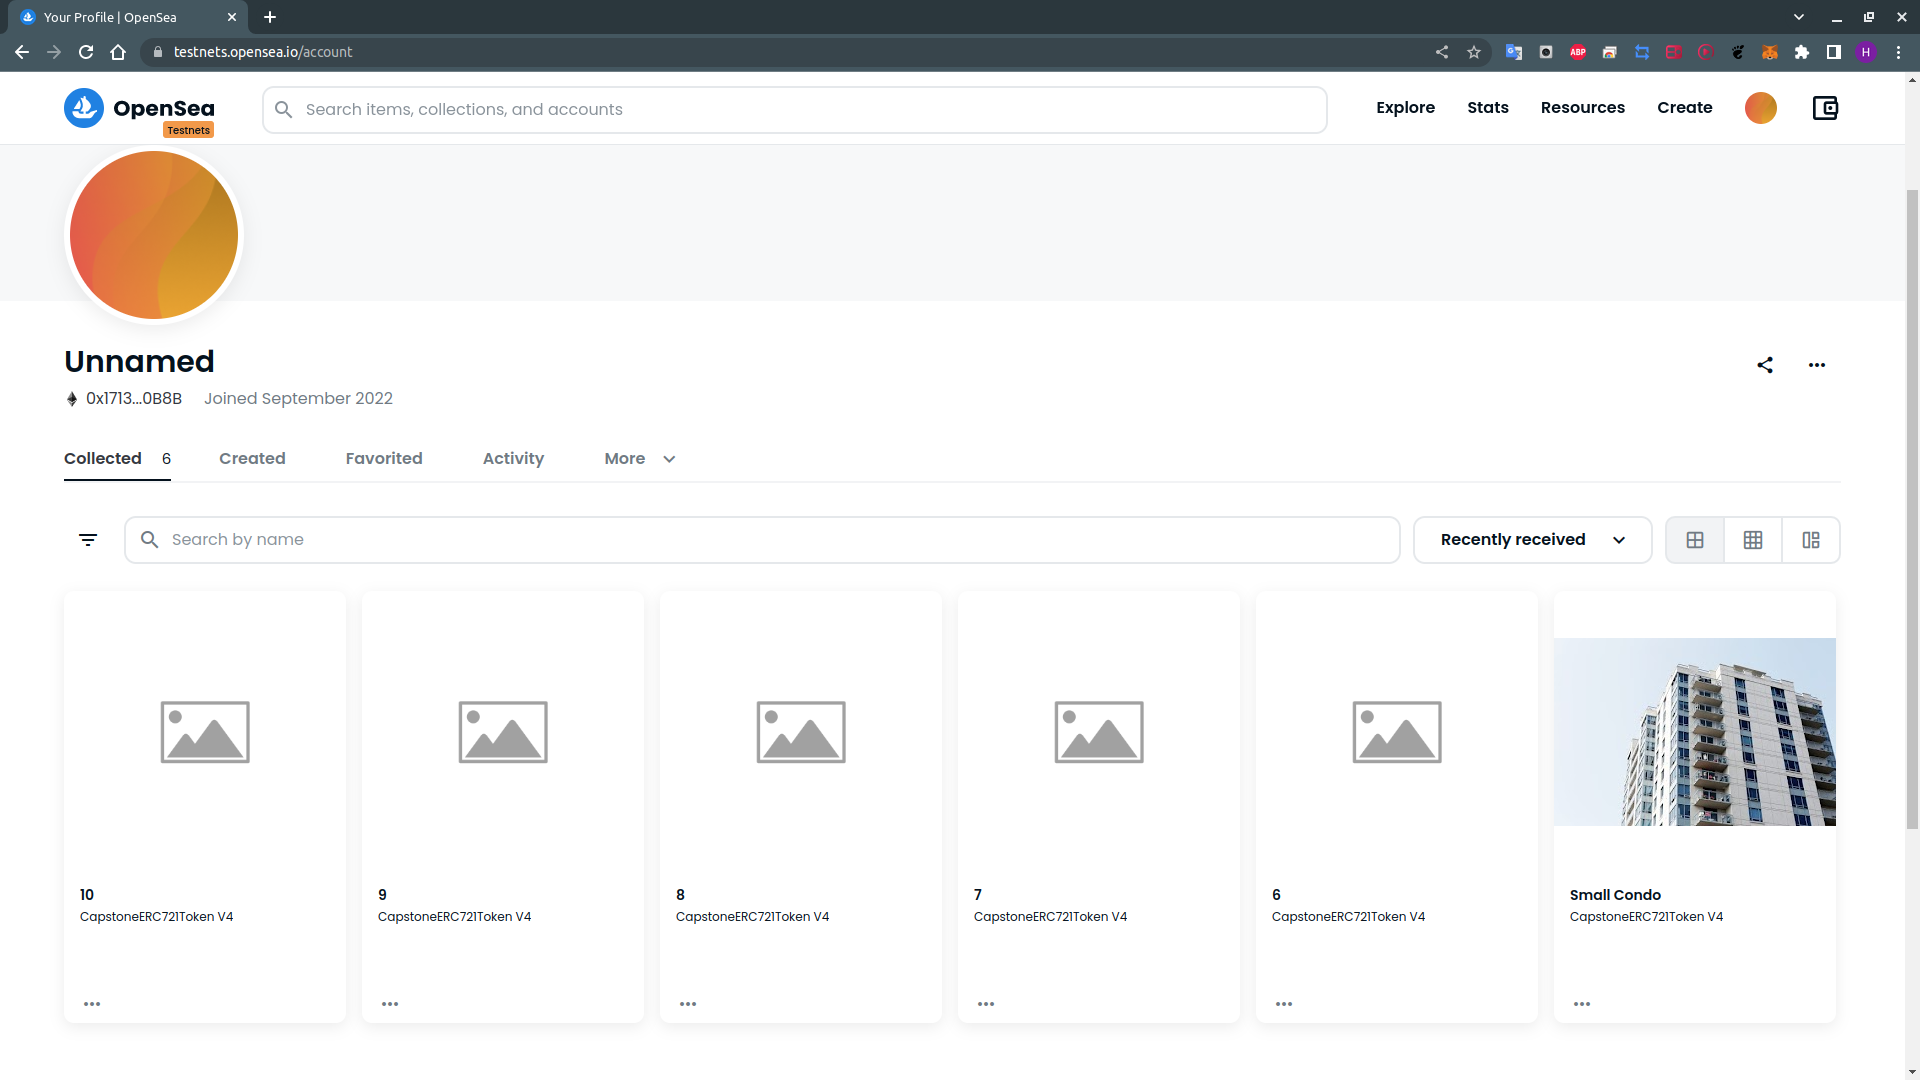 Your Profile | OpenSea
testnets.opensea.io/account
ABP
H
OpenSea
Testnets
Search items, collections, and accounts
Explore
Stats
Resources
Create
Unnamed
0x1713...0B8B
Joined September 2022
Collected 6
Created
Favorited
Activity
More
Search by name
Recently received
10
CapstoneERC721Token V4
9
CapstoneERC721Token V4
8
CapstoneERC721Token V4
7
CapstoneERC721Token V4
6
CapstoneERC721Token V4
Small Condo
CapstoneERC721Token V4